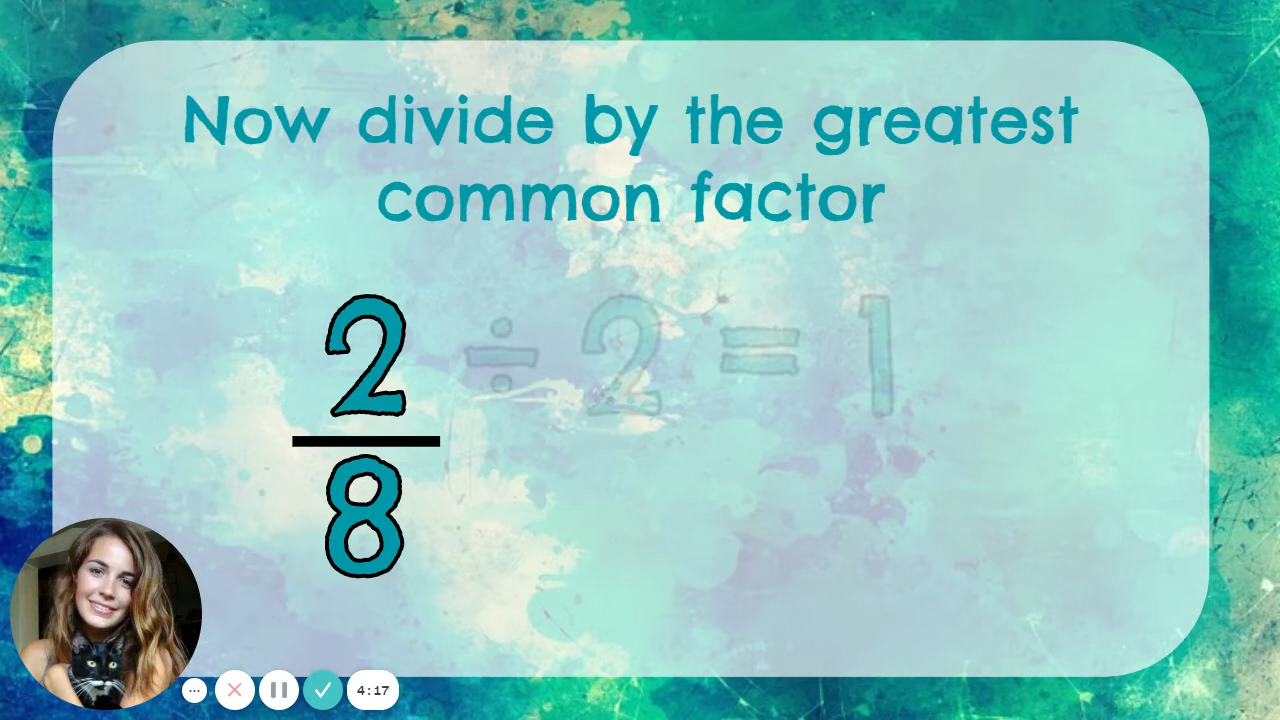 Now divide by the greatest
common factor
2 ÷ 2 = 1
8
4:17